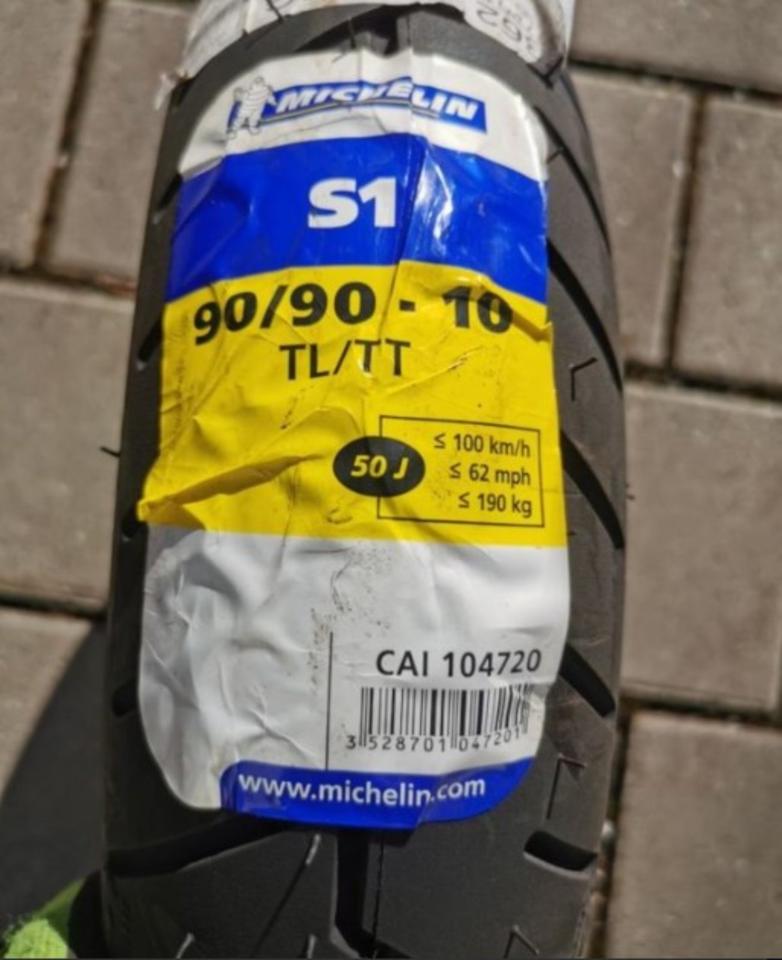 MICHELIN
S1
90/90 - 10
TL/TT
50 J
≤ 100 km/h
≤ 62 mph
≤ 190 kg
CAI 104720
3 528701 047201
www.michelin.com